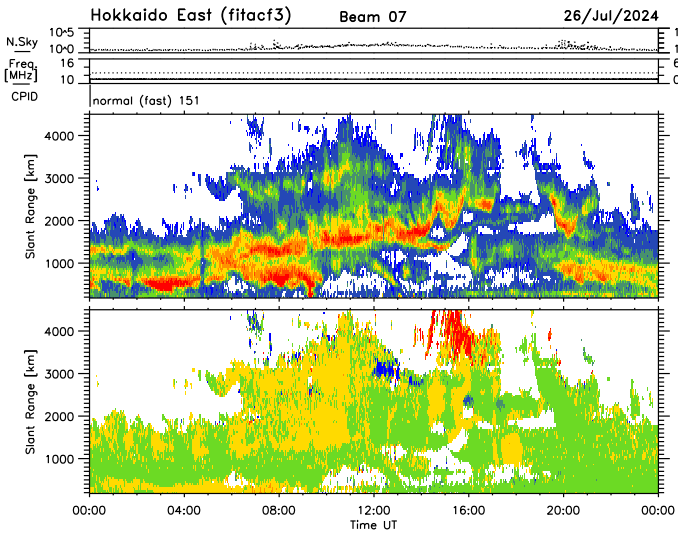 Hokkaido East (fitacf3) Beam 07 26/Jul/2024
N.Sky 10^5 10^0
Freq. [MHz] 16 10 6 0
CPID normal (fast) 151
Slant Range [km] 4000 3000 2000 1000
Slant Range [km] 4000 3000 2000 1000
00:00 04:00 08:00 12:00 16:00 20:00 00:00
Time UT